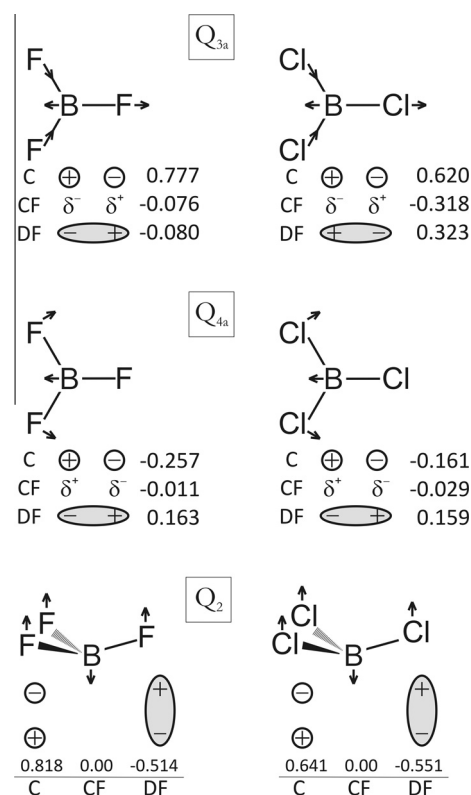 Q3a
F Cl
B F B Cl
F Cl
C + − 0.777 C + − 0.620
CF δ− δ+ -0.076 CF δ− δ+ -0.318
DF − + -0.080 DF + − 0.323
Q4a
F Cl
B F B Cl
F Cl
C + − -0.257 C + − -0.161
CF δ+ δ− -0.011 CF δ+ δ− -0.029
DF − + 0.163 DF − + 0.159
Q2
F F Cl Cl
F B Cl B
− + − +
+ − + −
0.818 0.00 -0.514 0.641 0.00 -0.551
C CF DF C CF DF